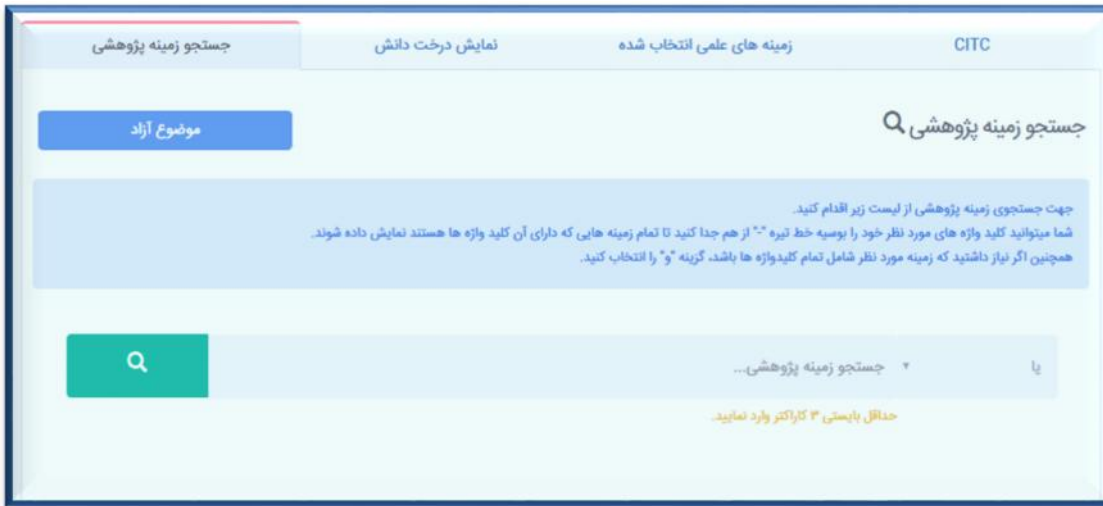 CITC
زمینه های علمی انتخاب شده
نمایش درخت دانش
جستجو زمینه پژوهشی
جستجو زمینه پژوهشی
موضوع آزاد
جهت جستجوی زمینه پژوهشی از لیست زیر اقدام کنید.
شما میتوانید کلید واژه های مورد نظر خود را بوسیله خط تیره "-" از هم جدا کنید تا تمام زمینه هایی که دارای آن کلید واژه ها هستند نمایش داده شوند.
همچنین اگر نیاز داشتید که زمینه مورد نظر شامل تمام کلیدواژه ها باشد، گزینه "و" را انتخاب کنید.
یا
جستجو زمینه پژوهشی...
حداقل بایستی ۳ کاراکتر وارد نمایید.